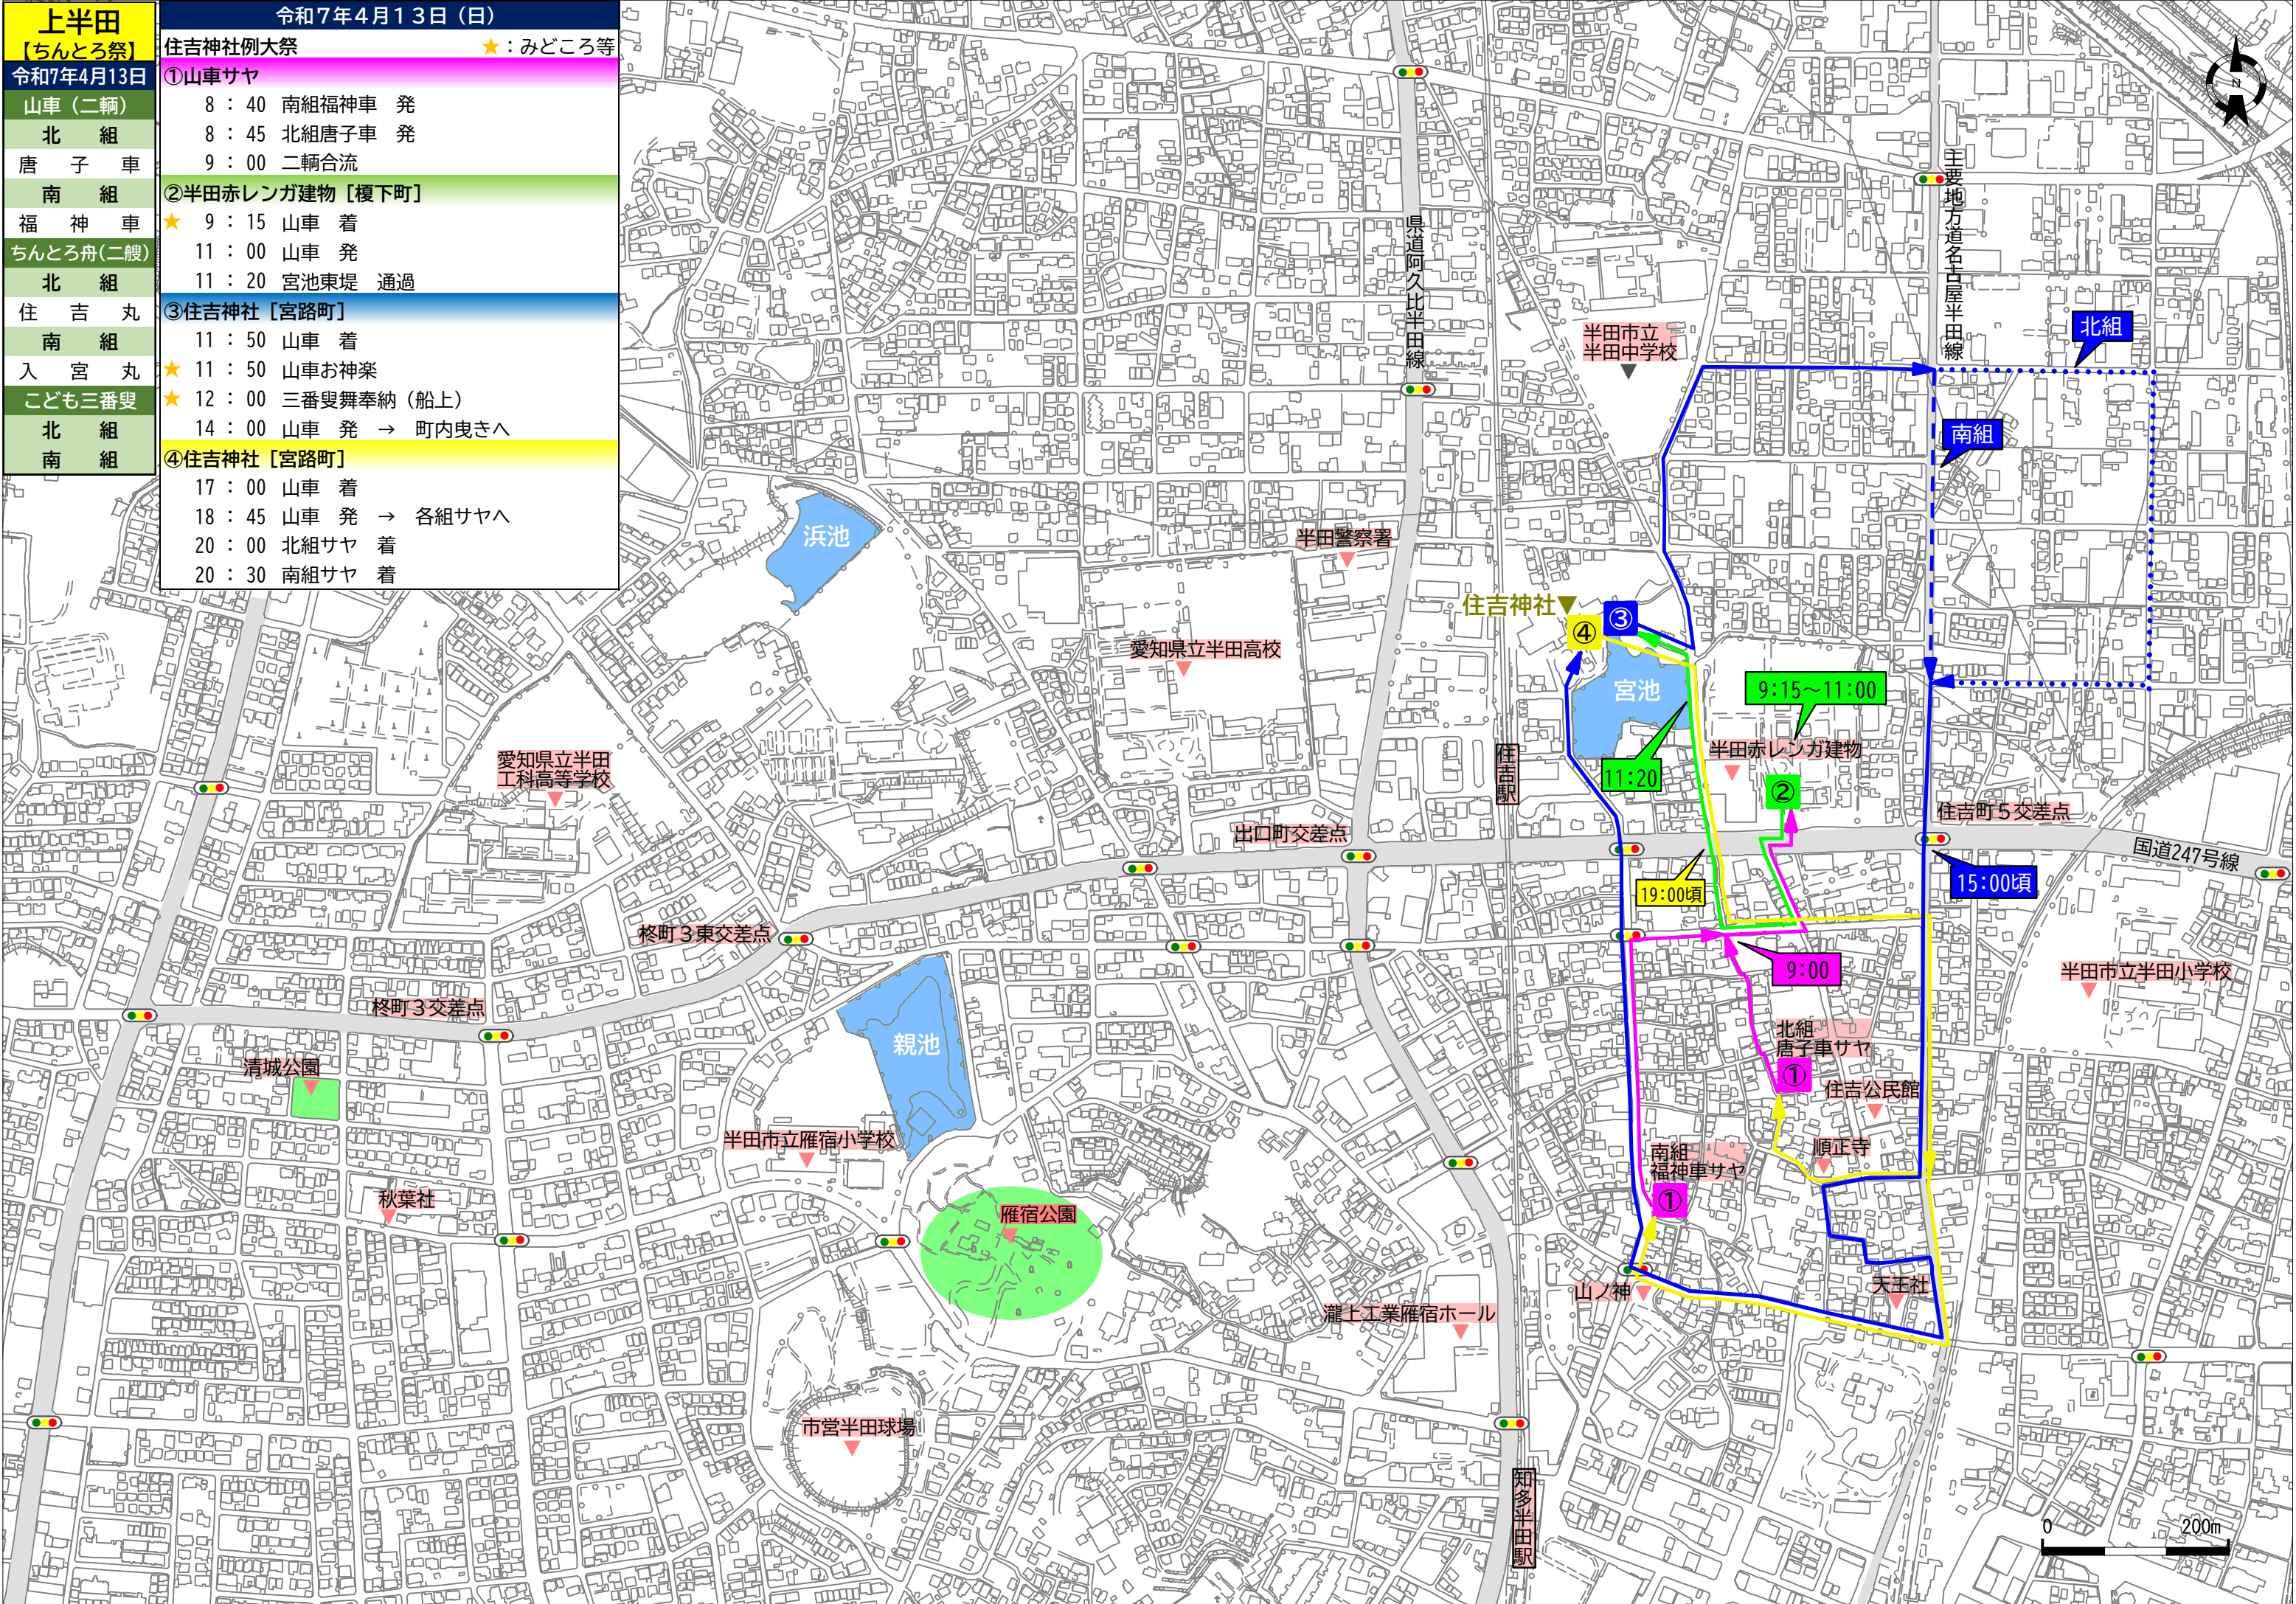 上半田
【ちんとろ祭】
令和7年4月13日
山車（二輌）
北　組
唐　子　車
南　組
福　神　車
ちんとろ舟(二艘)
北　組
住　吉　丸
南　組
入　宮　丸
こども三番叟
北　組
南　組
令和７年４月１３日（日）
住吉神社例大祭　★：みどころ等
①山車サヤ
8：40 南組福神車　発
8：45 北組唐子車　発
9：00 二輌合流
②半田赤レンガ建物［榎下町］
★ 9：15 山車　着
11：00 山車　発
11：20 宮池東堤　通過
③住吉神社［宮路町］
11：50 山車　着
★ 11：50 山車お神楽
★ 12：00 三番叟舞奉納（船上）
14：00 山車　発　→　町内曳きへ
④住吉神社［宮路町］
17：00 山車　着
18：45 山車　発　→　各組サヤへ
20：00 北組サヤ　着
20：30 南組サヤ　着
N
主要地方道名古屋半田線
県道阿久比半田線
北組
半田市立
半田中学校
南組
浜池
半田警察署
住吉神社▼
③
④
愛知県立半田高校
宮池
9:15～11:00
半田赤レンガ建物
住吉駅
11:20
②
愛知県立半田
工科高等学校
出口町交差点
住吉町５交差点
国道247号線
19:00頃
15:00頃
柊町３東交差点
9:00
半田市立半田小学校
柊町３交差点
親池
北組
唐子車サヤ
①
清城公園
住吉公民館
半田市立雁宿小学校
順正寺
南組
福神車サヤ
①
秋葉社
雁宿公園
山ノ神
天王社
瀧上工業雁宿ホール
市営半田球場
知多半田駅
0　200m